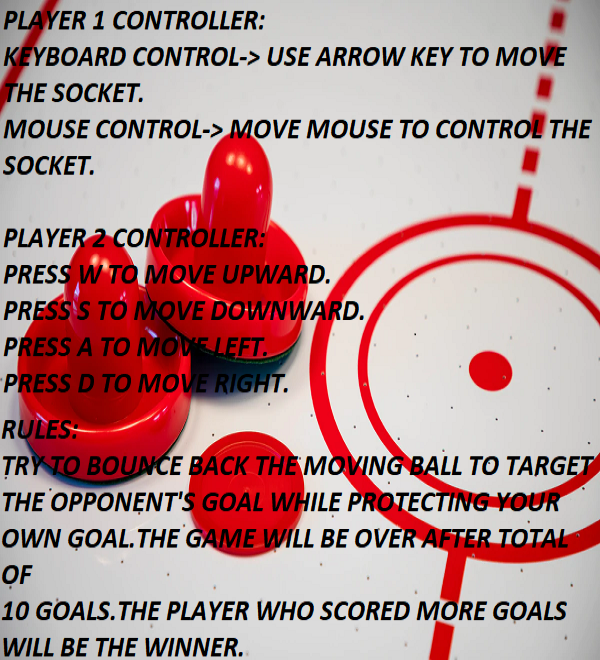 PLAYER 1 CONTROLLER:
KEYBOARD CONTROL-> USE ARROW KEY TO MOVE
THE SOCKET.
MOUSE CONTROL-> MOVE MOUSE TO CONTROL THE
SOCKET.
PLAYER 2 CONTROLLER:
PRESS W TO MOVE UPWARD.
PRESS S TO MOVE DOWNWARD.
PRESS A TO MOVE LEFT.
PRESS D TO MOVE RIGHT.
RULES:
TRY TO BOUNCE BACK THE MOVING BALL TO TARGET
THE OPPONENT'S GOAL WHILE PROTECTING YOUR
OWN GOAL.THE GAME WILL BE OVER AFTER TOTAL
OF
10 GOALS.THE PLAYER WHO SCORED MORE GOALS
WILL BE THE WINNER.